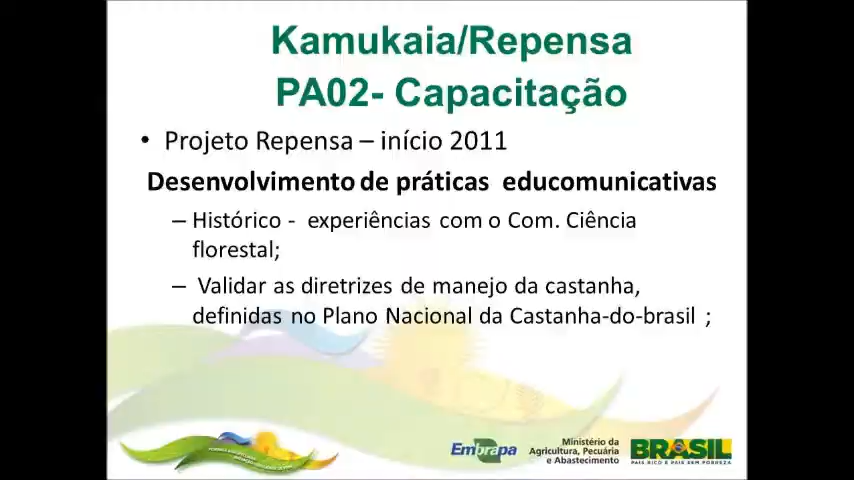 Kamukaia/Repensa
PA02- Capacitação
• Projeto Repensa – início 2011
Desenvolvimento de práticas educomunicativas
– Histórico - experiências com o Com. Ciência
florestal;
– Validar as diretrizes de manejo da castanha,
definidas no Plano Nacional da Castanha-do-brasil ;
Embrapa
Ministério da
Agricultura, Pecuária
e Abastecimento
BRASIL
PAÍS RICO É PAÍS SEM POBREZA